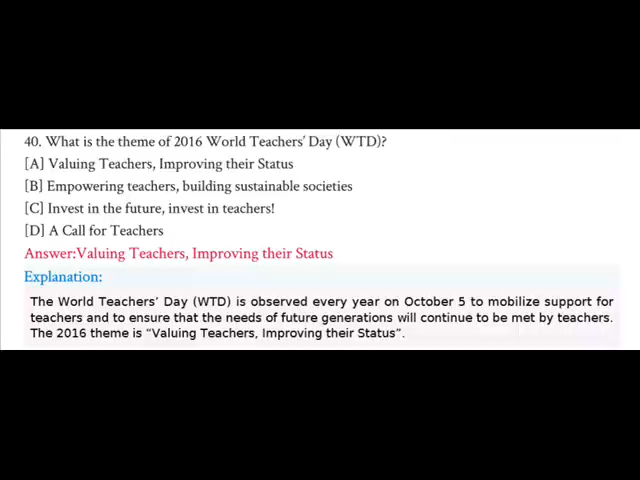 40. What is the theme of 2016 World Teachers’ Day (WTD)?
[A] Valuing Teachers, Improving their Status
[B] Empowering teachers, building sustainable societies
[C] Invest in the future, invest in teachers!
[D] A Call for Teachers
Answer:Valuing Teachers, Improving their Status
Explanation:
The World Teachers’ Day (WTD) is observed every year on October 5 to mobilize support for
teachers and to ensure that the needs of future generations will continue to be met by teachers.
The 2016 theme is “Valuing Teachers, Improving their Status”.